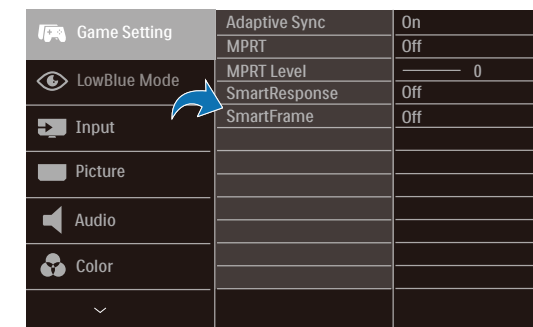 Game Setting
LowBlue Mode
Input
Picture
Audio
Color
Adaptive Sync On
MPRT Off
MPRT Level 0
SmartResponse Off
SmartFrame Off